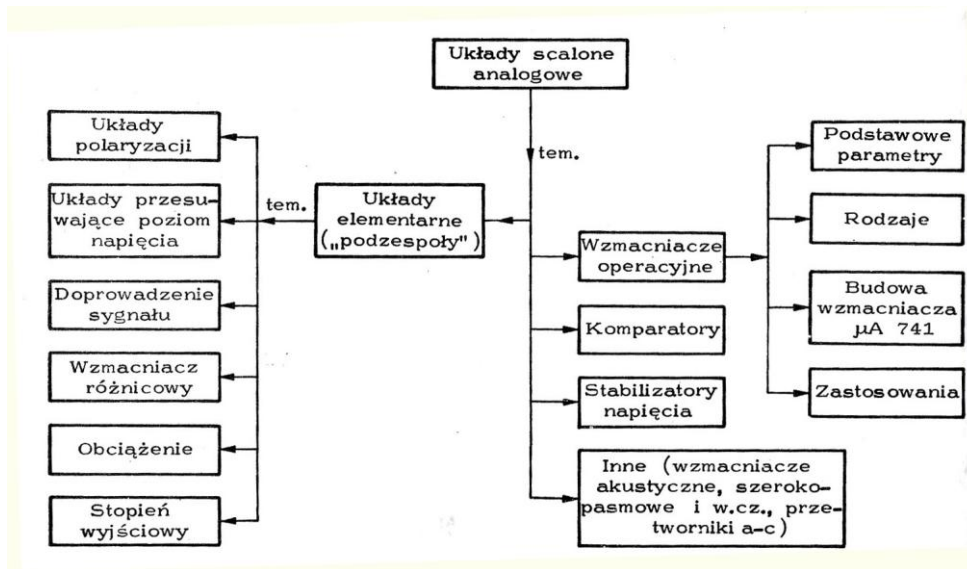 Układy scalone
analogowe
tem.
Układy
polaryzacji
Układy przesu-
wające poziom
napięcia
Doprowadzenie
sygnału
Wzmacniacz
różnicowy
Obciążenie
Stopień
wyjściowy
tem.
Układy
elementarne
(„podzespoły")
Wzmacniacze
operacyjne
Komparatory
Stabilizatory
napięcia
Inne (wzmacniacze
akustyczne, szeroko-
pasmowe i w.cz., prze-
tworniki a-c)
Podstawowe
parametry
Rodzaje
Budowa
wzmacniacza
µA 741
Zastosowania